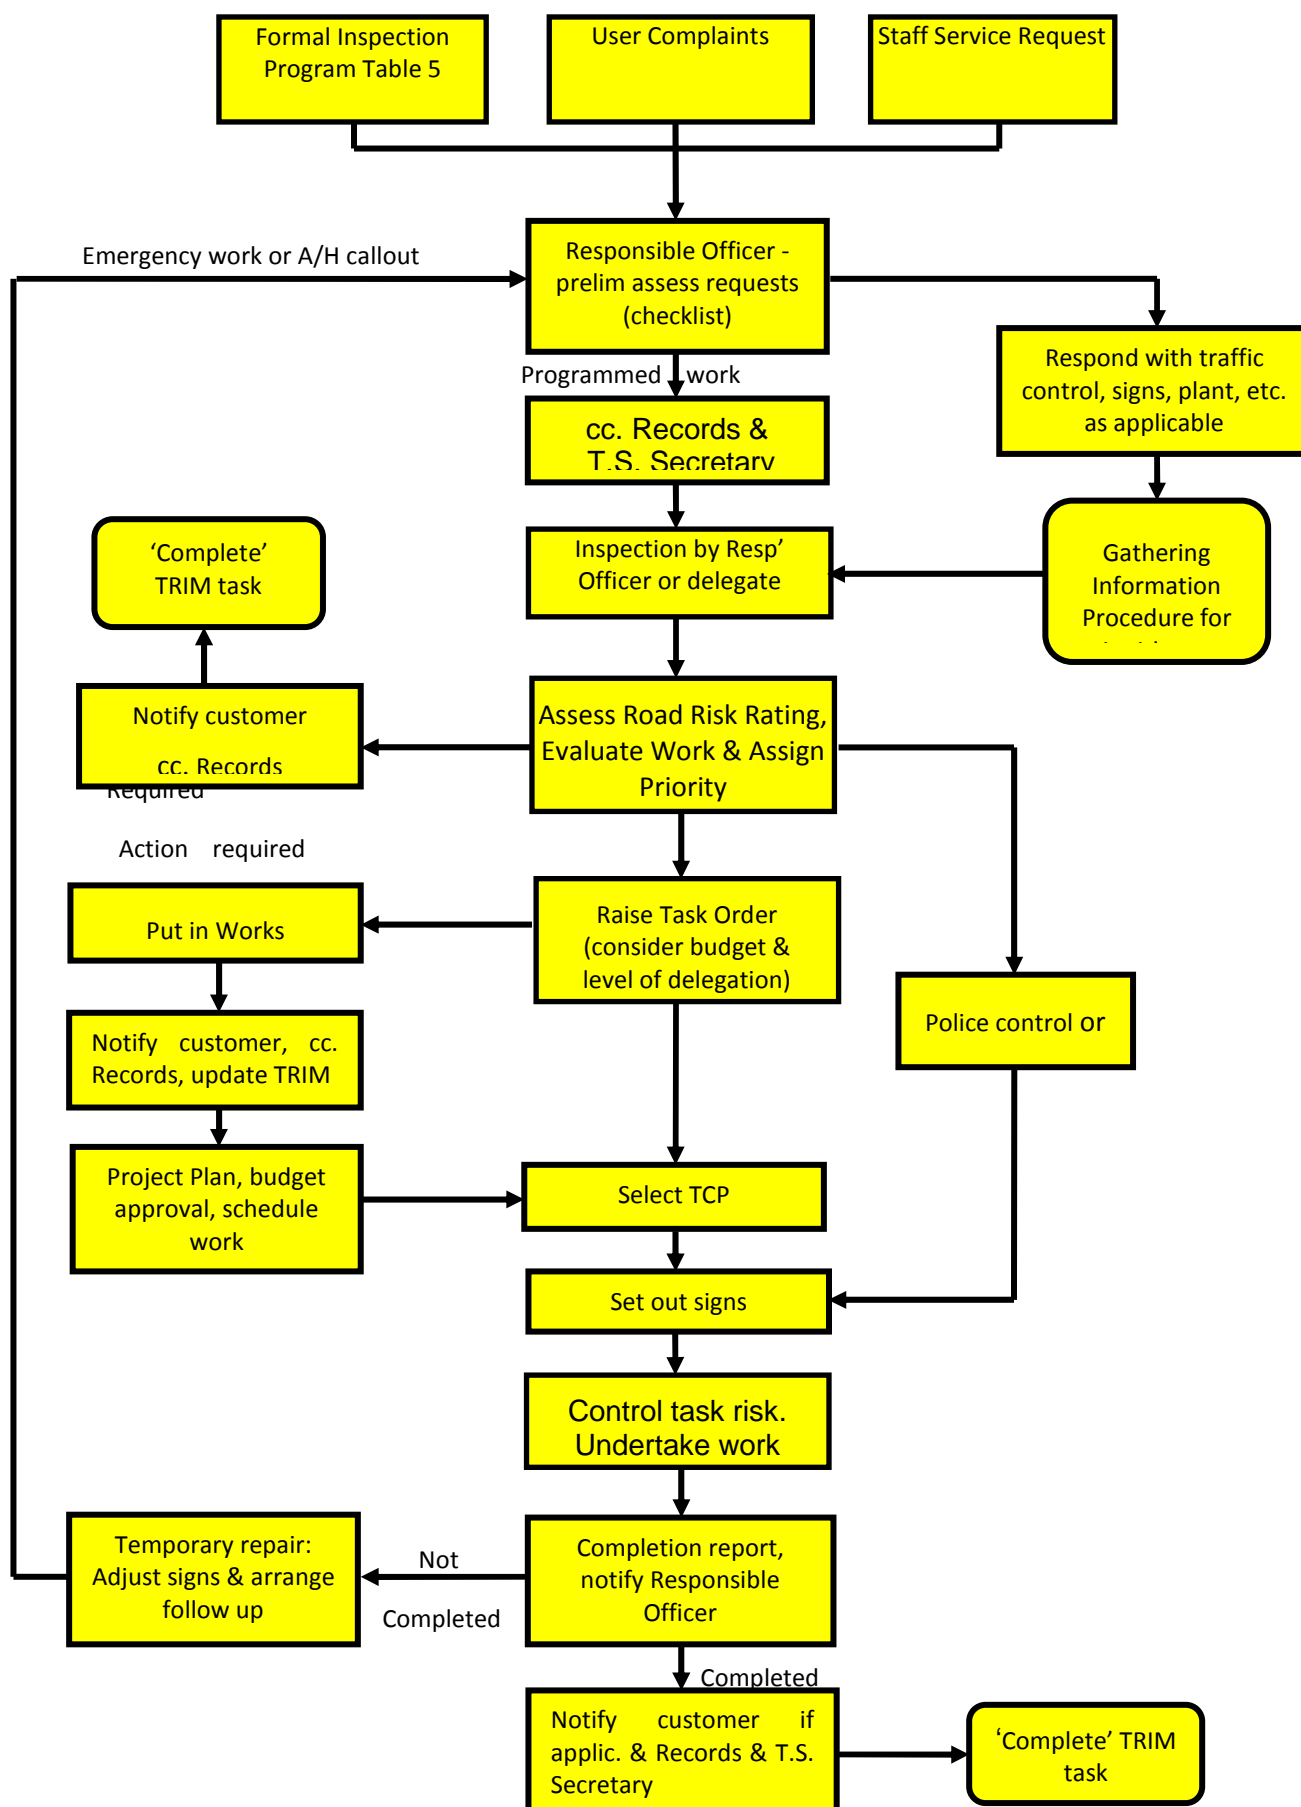 Formal Inspection
Program Table 5
User Complaints
Staff Service Request
Emergency work or A/H callout
Responsible Officer -
prelim assess requests
(checklist)
Respond with traffic
control, signs, plant, etc.
as applicable
Programmed work
cc. Records &
T.S. Secretary
'Complete'
TRIM task
Inspection by Resp’
Officer or delegate
Gathering
Information
Procedure for
Notify customer
cc. Records
Required
Assess Road Risk Rating,
Evaluate Work & Assign
Priority
Action required
Put in Works
Raise Task Order
(consider budget &
level of delegation)
Police control or
Notify customer, cc.
Records, update TRIM
Project Plan, budget
approval, schedule
work
Select TCP
Set out signs
Control task risk.
Undertake work
Temporary repair:
Adjust signs & arrange
follow up
Not
Completed
Completion report,
notify Responsible
Officer
Completed
Notify customer if
applic. & Records & T.S.
Secretary
‘Complete’ TRIM
task